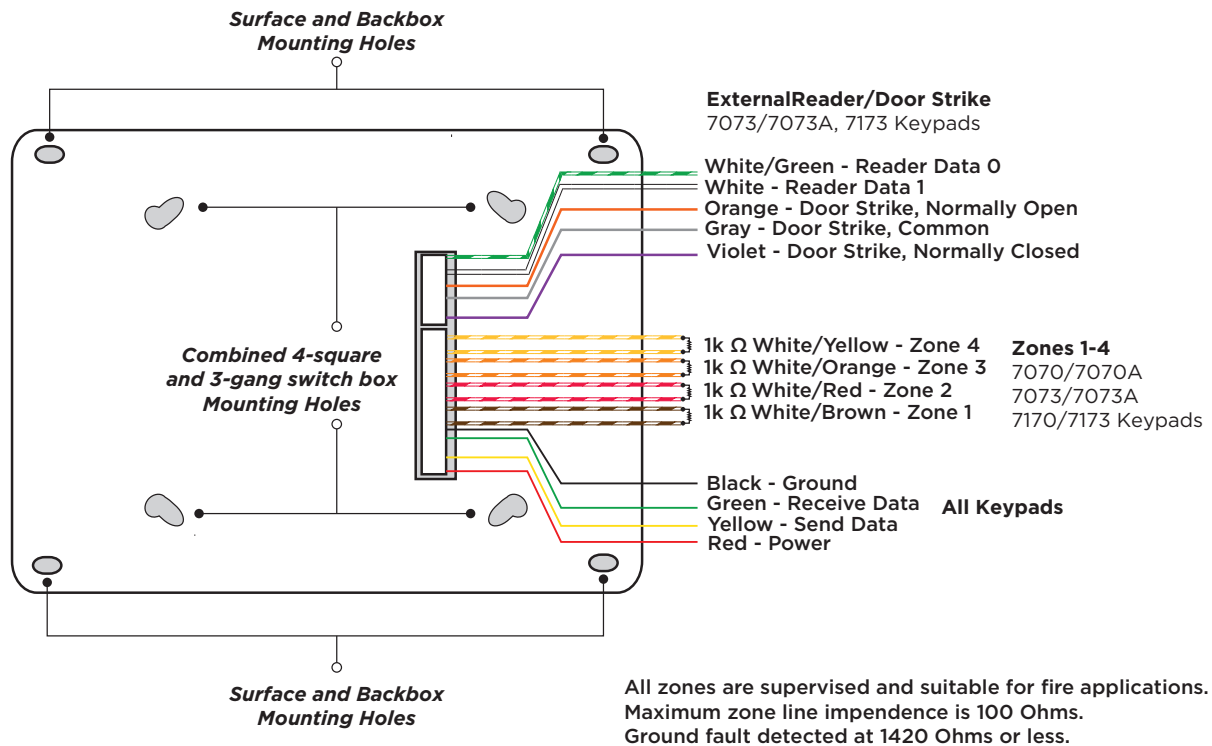 Surface and Backbox
Mounting Holes
ExternalReader/Door Strike
7073/7073A, 7173 Keypads
White/Green - Reader Data 0
White - Reader Data 1
Orange - Door Strike, Normally Open
Gray - Door Strike, Common
Violet - Door Strike, Normally Closed
Combined 4-square
and 3-gang switch box
Mounting Holes
1k Ω White/Yellow - Zone 4
1k Ω White/Orange - Zone 3
1k Ω White/Red - Zone 2
1k Ω White/Brown - Zone 1
Zones 1-4
7070/7070A
7073/7073A
7170/7173 Keypads
Black - Ground
Green - Receive Data
Yellow - Send Data
Red - Power
All Keypads
Surface and Backbox
Mounting Holes
All zones are supervised and suitable for fire applications.
Maximum zone line impendence is 100 Ohms.
Ground fault detected at 1420 Ohms or less.